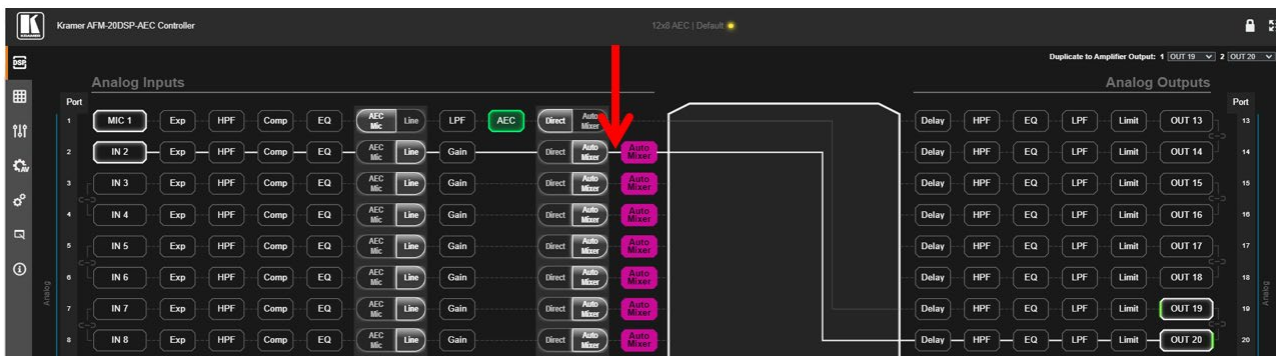 Kramer AFM-20DSP-AEC Controller 12x8 AEC | Default
DSP Duplicate to Amplifier Output: 1 OUT 19 2 OUT 20
Analog Inputs Analog Outputs
Port Port
1 MIC 1 Exp HPF Comp EQ AEC Mic Line LPF AEC Direct Auto Mixer Delay HPF EQ LPF Limit OUT 13 13
2 IN 2 Exp HPF Comp EQ AEC Mic Line Gain Direct Auto Mixer Auto Mixer Delay HPF EQ LPF Limit OUT 14 14
3 IN 3 Exp HPF Comp EQ AEC Mic Line Gain Direct Auto Mixer Auto Mixer Delay HPF EQ LPF Limit OUT 15 15
4 IN 4 Exp HPF Comp EQ AEC Mic Line Gain Direct Auto Mixer Auto Mixer Delay HPF EQ LPF Limit OUT 16 16
5 IN 5 Exp HPF Comp EQ AEC Mic Line Gain Direct Auto Mixer Auto Mixer Delay HPF EQ LPF Limit OUT 17 17
6 IN 6 Exp HPF Comp EQ AEC Mic Line Gain Direct Auto Mixer Auto Mixer Delay HPF EQ LPF Limit OUT 18 18
7 IN 7 Exp HPF Comp EQ AEC Mic Line Gain Direct Auto Mixer Auto Mixer Delay HPF EQ LPF Limit OUT 19 19
8 IN 8 Exp HPF Comp EQ AEC Mic Line Gain Direct Auto Mixer Auto Mixer Delay HPF EQ LPF Limit OUT 20 20
Analog Analog